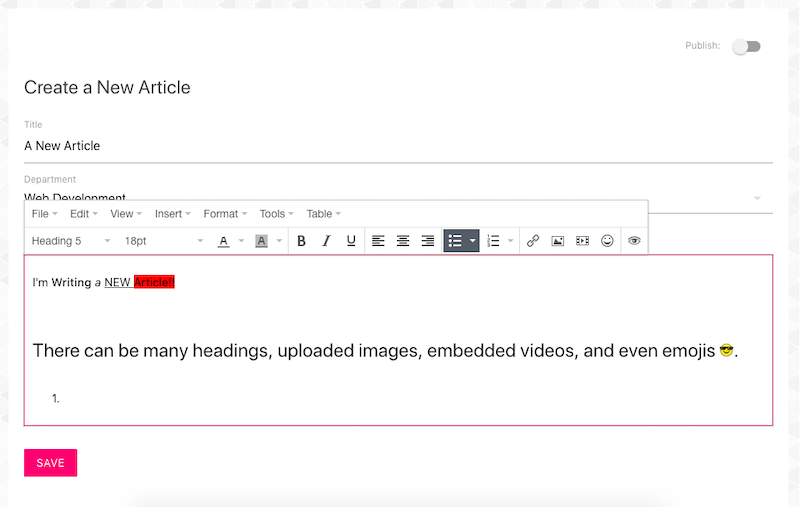 Publish:
Create a New Article
Title
A New Article
Department
Web Development
File Edit View Insert Format Tools Table
Heading 5 18pt A A B I U
I'm Writing a NEW Article!!
There can be many headings, uploaded images, embedded videos, and even emojis 😎.
1.
SAVE